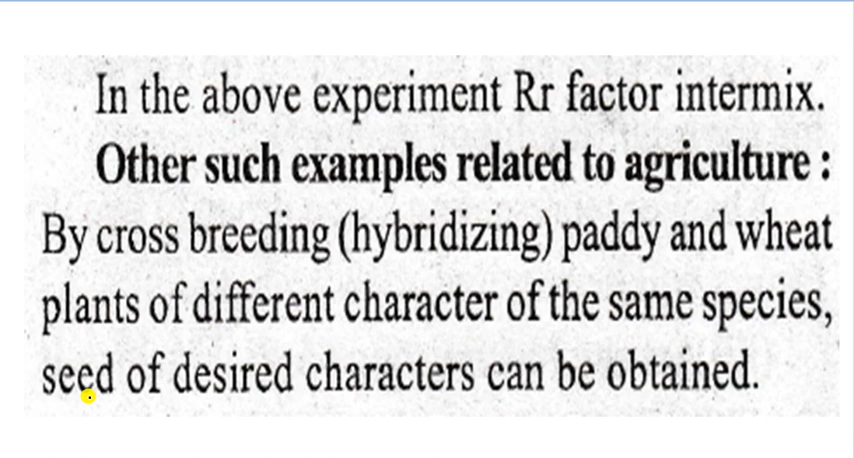 In the above experiment Rr factor intermix.
Other such examples related to agriculture :
By cross breeding (hybridizing) paddy and wheat
plants of different character of the same species,
seed of desired characters can be obtained.